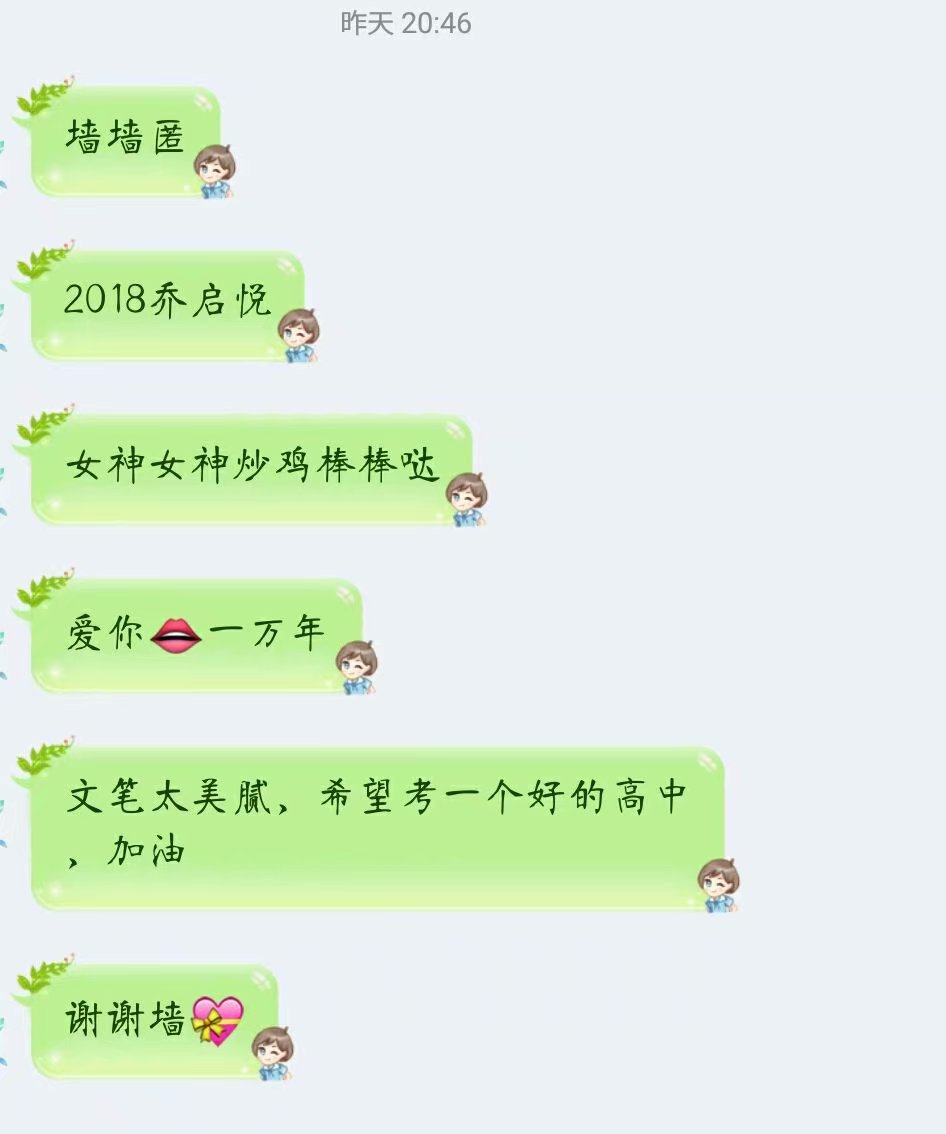 昨天 20:46
墙墙匿
2018乔启悦
女神女神炒鸡棒棒哒
爱你👄一万年
文笔太美腻，希望考一个好的高中
，加油
谢谢墙💝